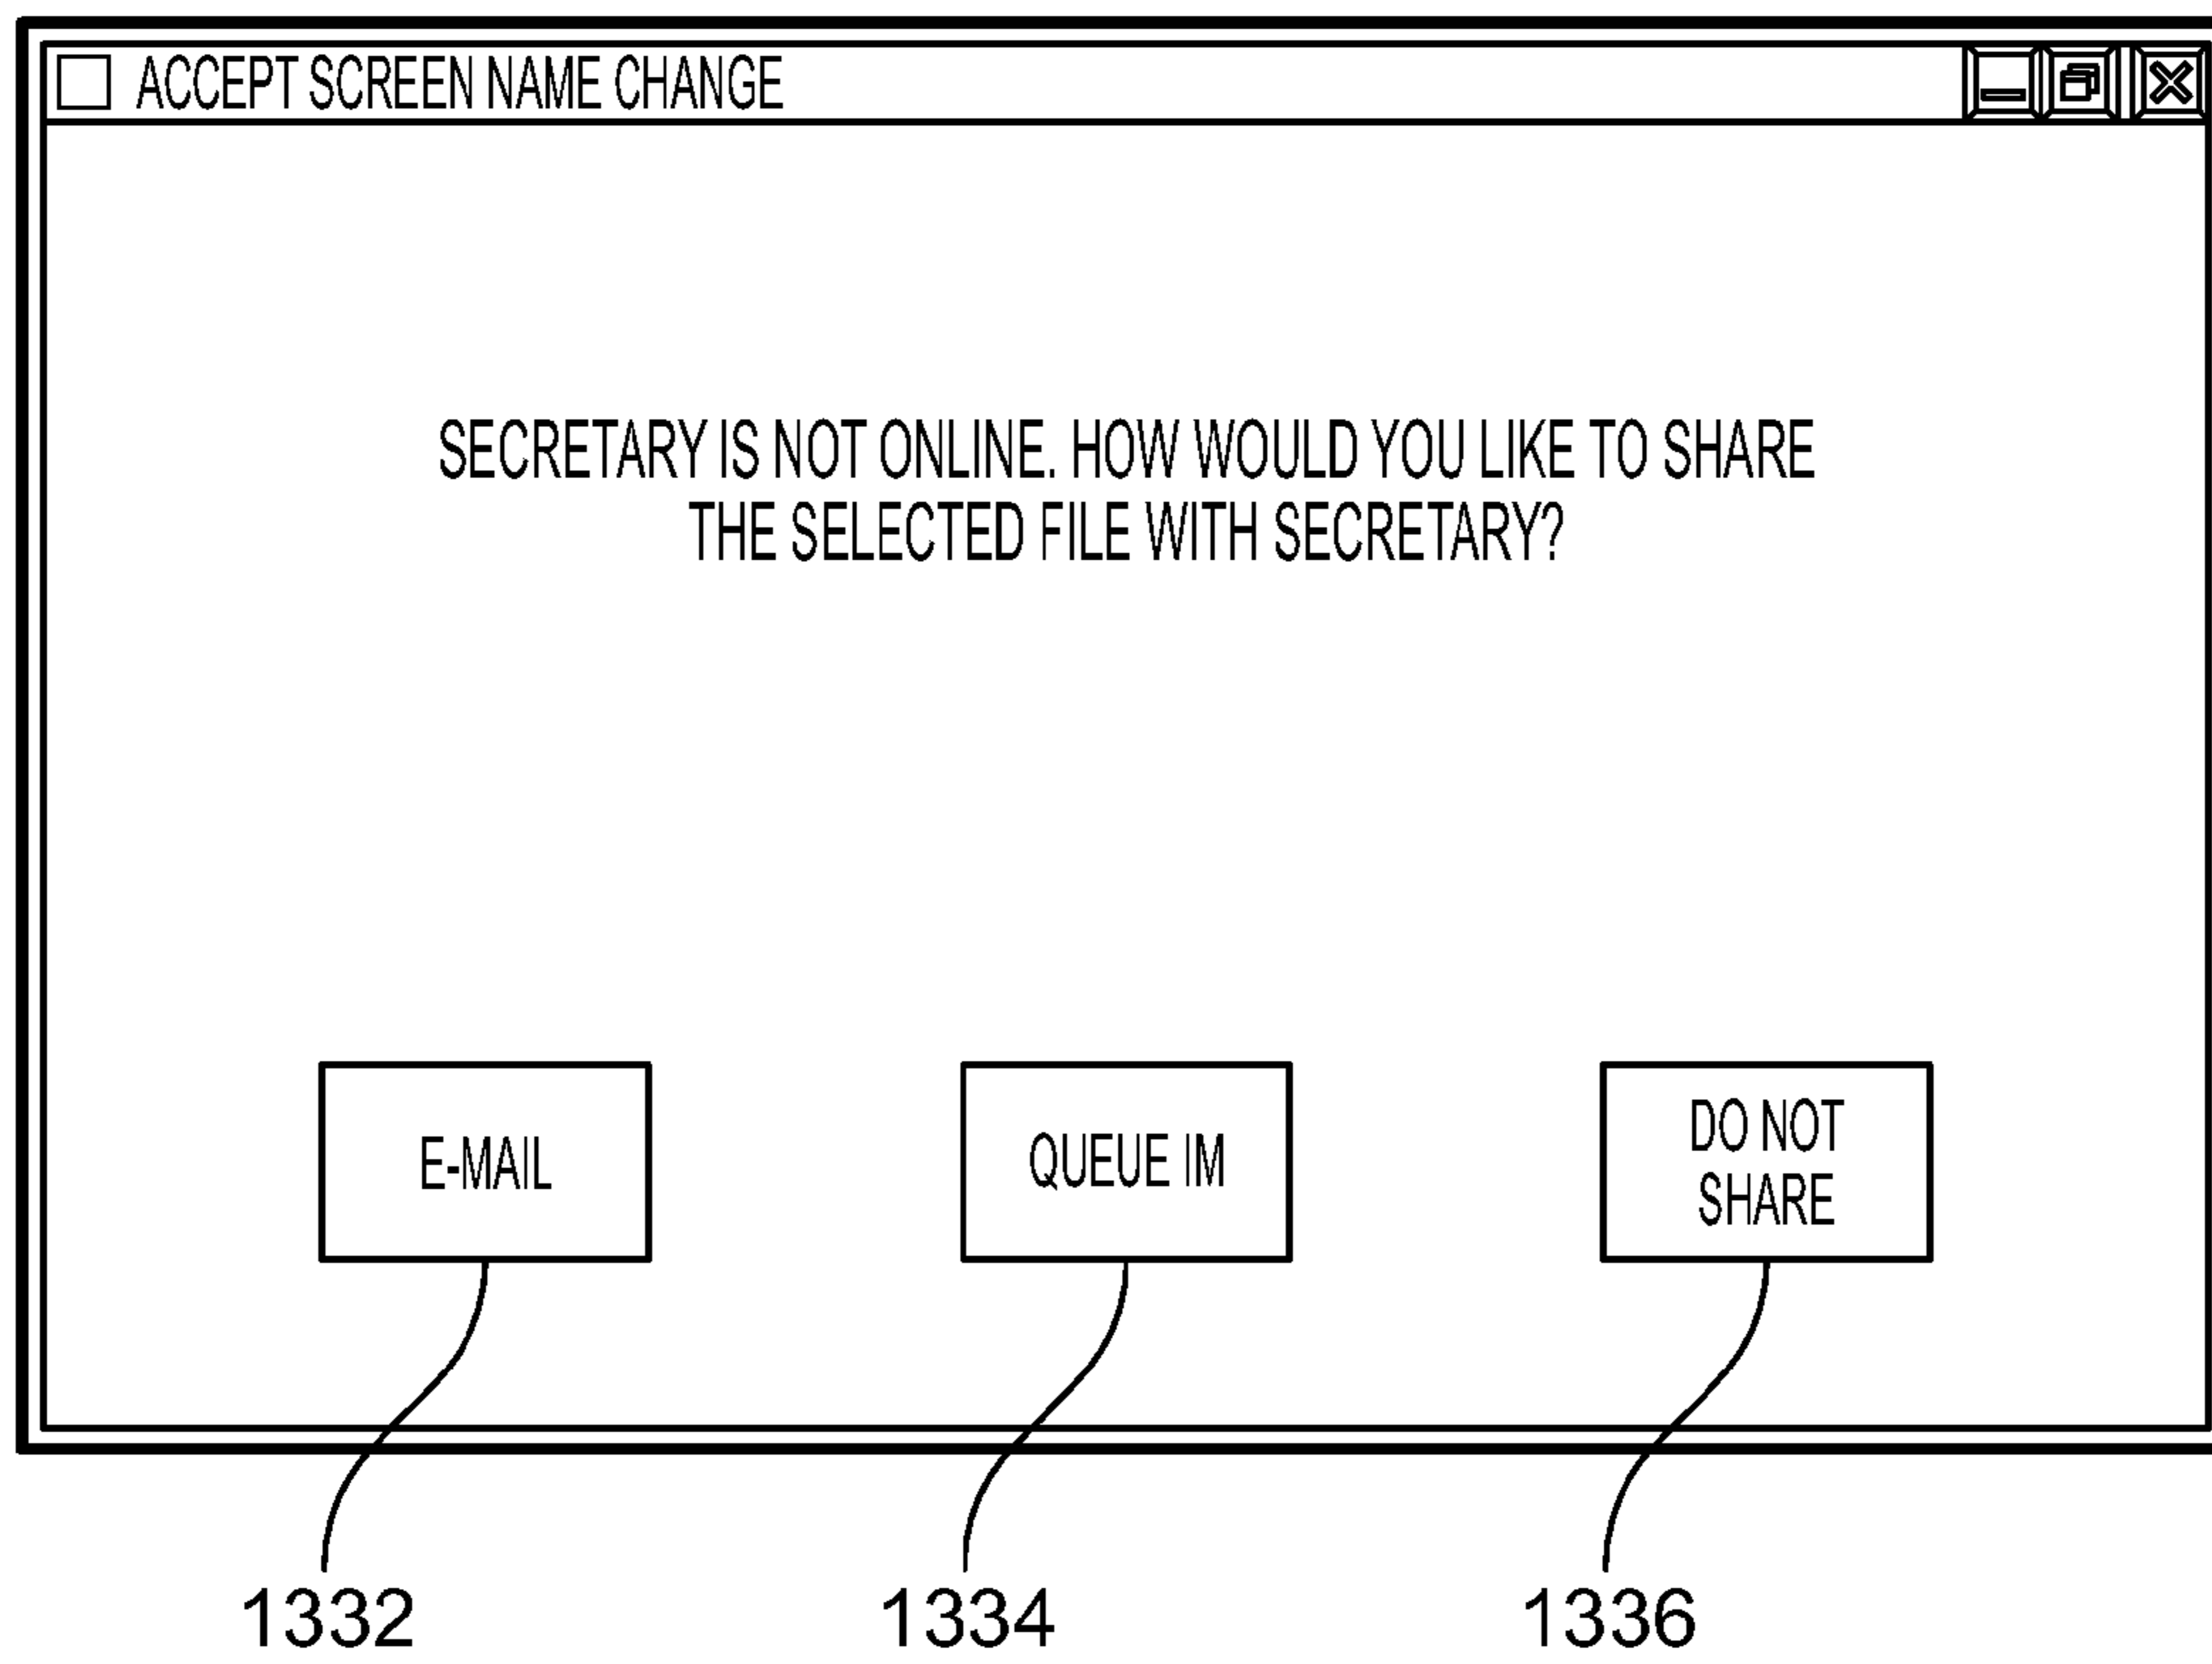 ACCEPT SCREEN NAME CHANGE
SECRETARY IS NOT ONLINE. HOW WOULD YOU LIKE TO SHARE
THE SELECTED FILE WITH SECRETARY?
E-MAIL
QUEUE IM
DO NOT
SHARE
1332
1334
1336